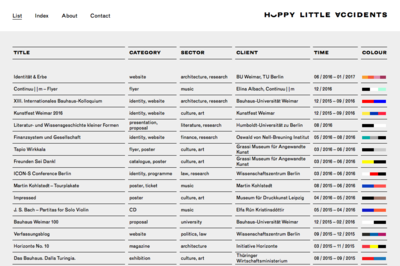 List Index About Contact HAPPY LITTLE ACCIDENTS
TITLE CATEGORY SECTOR CLIENT TIME COLOUR
Identität & Erbe website architecture, research BU Weimar, TU Berlin 06 / 2016 – 01 / 2017
Continuu | | m – Flyer flyer music Elina Albach, Continuu | | m 12 / 2016
XIII. Internationales Bauhaus-Kolloquium identity, website architecture, research Bauhaus-Universität Weimar 12 / 2015 – 08 / 2016
Kunstfest Weimar 2016 identity, website culture, art Kunstfest Weimar 12 / 2015 – 08 / 2016
Literatur- und Wissensgeschichte kleiner Formen presentation, proposal literature, research Humboldt-Universität zu Berlin 08 / 2016
Finanzsystem und Gesellschaft identity, website finance, research Oswald von Nell-Breuning Institut 05 / 2016 – 08 / 2016
Tapio Wirkkala flyer, poster culture, art Grassi Museum für Angewandte Kunst 03 / 2016 – 08 / 2016
Freunden Sei Dank! catalogue, poster culture, art Grassi Museum für Angewandte Kunst 03 / 2016 – 08 / 2016
ICON-S Conference Berlin identity, programme law, research Wissenschaftszentrum Berlin 03 / 2016 – 06 / 2016
Martin Kohlstedt – Tourplakate poster, ticket music Martin Kohlstedt 08 / 2015 – 06 / 2016
Impressed poster culture, art Museum für Druckkunst Leipzig 04 / 2016 – 05 / 2016
J. S. Bach – Partitas for Solo Violin CD music Elfa Rún Kristinsdóttir 05 / 2015 – 04 / 2016
Bauhaus Weimar 100 proposal university Bauhaus-Universität Weimar 12 / 2015 – 02 / 2016
Verfassungsblog website politics, law Wissenschaftszentrum Berlin 09 / 2015 – 12 / 2015
Horizonte No. 10 magazine architecture Initiative Horizonte 03 / 2015 – 11 / 2015
Das Bauhaus. Dalla Turingia. exhibition culture, art Thüringer Wirtschaftsministerium 06 / 2015 – 08 / 2015